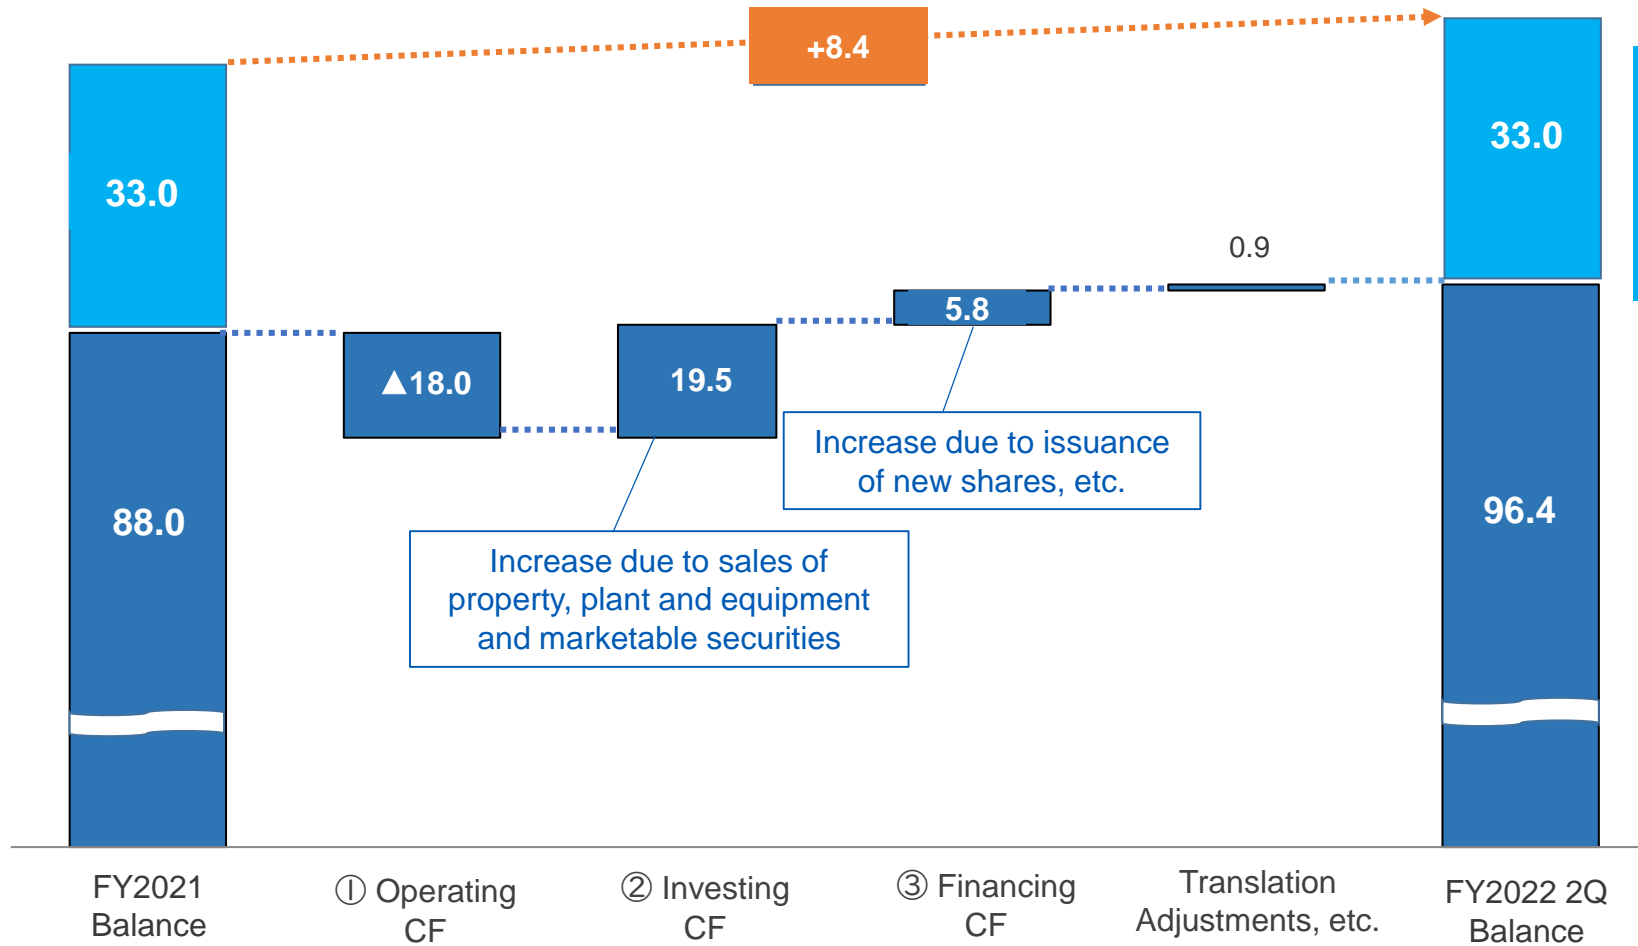 +8.4
33.0
33.0
0.9
5.8
▲18.0
19.5
Increase due to issuance
of new shares, etc.
88.0
96.4
Increase due to sales of
property, plant and equipment
and marketable securities
FY2021
Balance
① Operating
CF
② Investing
CF
③ Financing
CF
Translation
Adjustments, etc.
FY2022 2Q
Balance